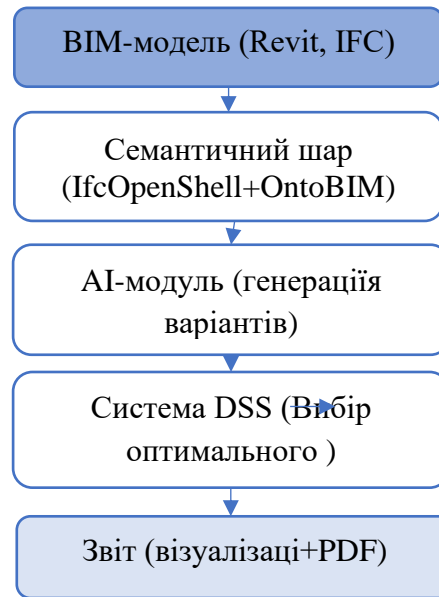 BIM-модель (Revit, IFC)
Семантичний шар
(IfcOpenShell+OntoBIM)
AI-модуль (генераціїя
варіантів)
Система DSS (Вибір
оптимального )
Звіт (візуалізаці+PDF)